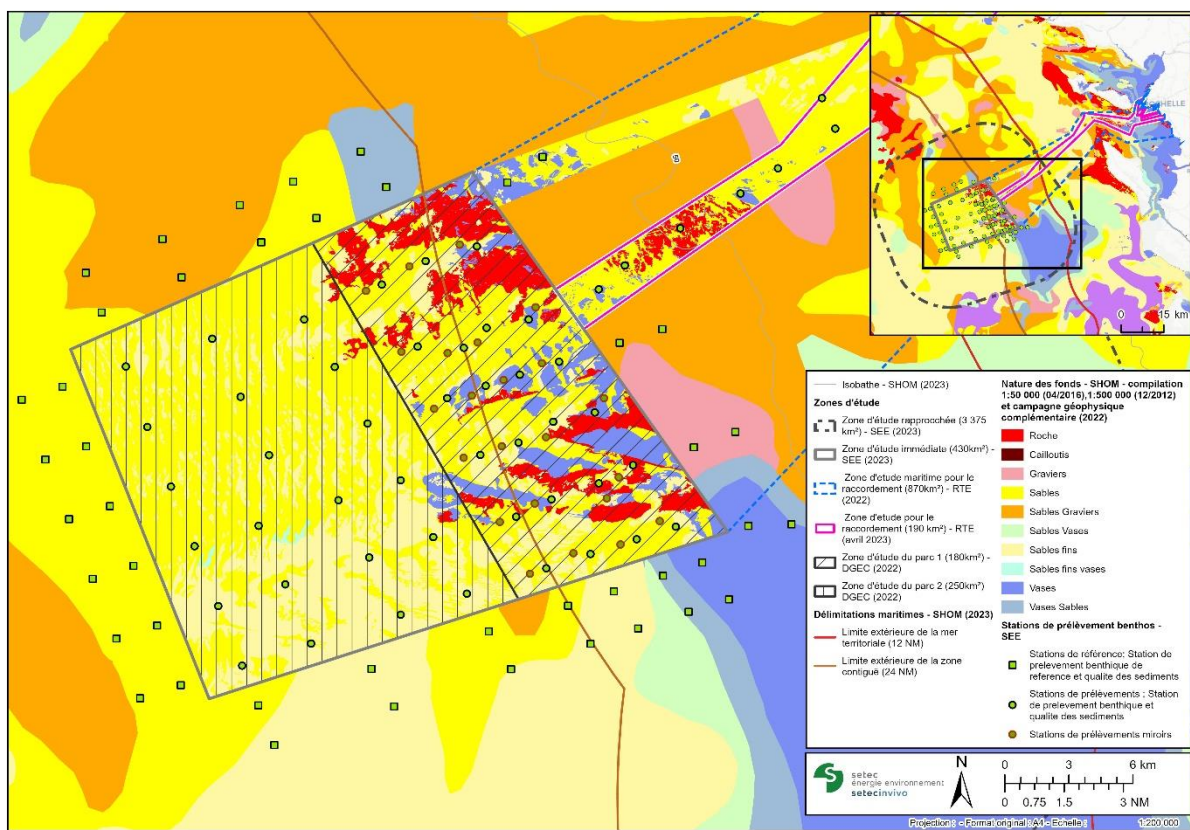 5
LA ROCHELLE
0 15 km
Isobathe - SHOM (2023)
Zones d'étude
Zone d'étude rapprochée (3 375
km²) - SEE (2023)
Zone d'étude immédiate (430km²) -
SEE (2023)
Zone d'etude maritime pour le
raccordement (870km²) - RTE
(2022)
Zone d'etude pour le
raccordement (190 km²) - RTE
(avril 2023)
Zone d'étude du parc 1 (180km²) -
DGEC (2022)
Zone d'étude du parc 2 (250km²)
DGEC (2022)
Délimitations maritimes - SHOM (2023)
Limite extérieure de la mer
territoriale (12 NM)
Limite extérieure de la zone
contiguë (24 NM)
Nature des fonds - SHOM - compilation
1:50 000 (04/2016),1:500 000 (12/2012)
et campagne géophysique
complémentaire (2022)
Roche
Cailloutis
Graviers
Sables
Sables Graviers
Sables Vases
Sables fins
Sables fins vases
Vases
Vases Sables
Stations de prélèvement benthos -
SEE
Stations de référence: Station de
prelevement benthique de
reference et qualite des sediments
Stations de prélèvements : Station
de prelevement benthique et
qualite des sediments
Stations de prélèvements miroirs
setec
énergie environnement
setecinvivo
N
0 3 6 km
0 0.75 1.5 3 NM
Projection : - Format original : A4 - Echelle : 1:200 000